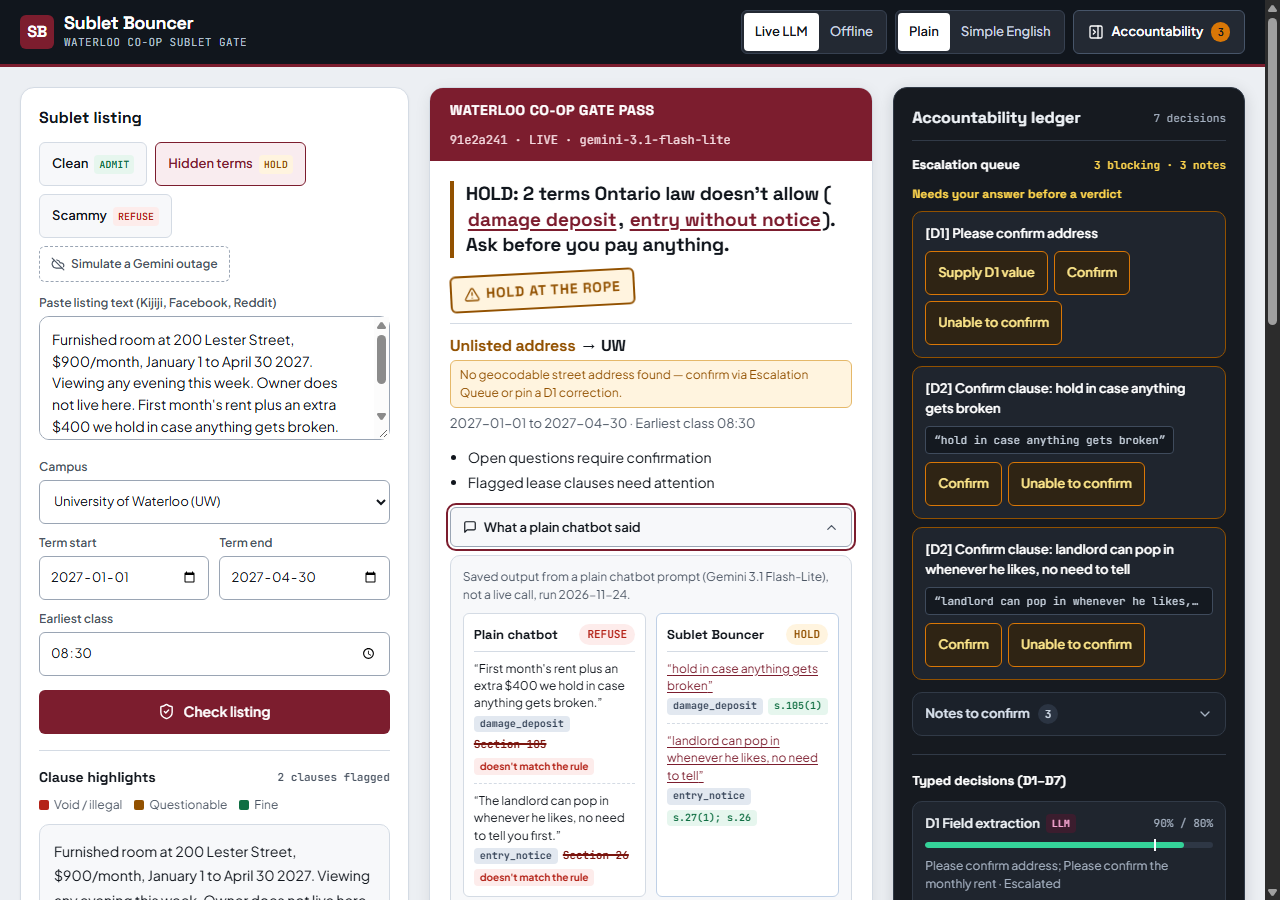 SB
Sublet Bouncer
WATERLOO CO-OP SUBLET GATE
Live LLM
Offline
Plain
Simple English
Accountability 3
Sublet listing
Clean ADMIT
Hidden terms HOLD
Scammy REFUSE
Simulate a Gemini outage
Paste listing text (Kijiji, Facebook, Reddit)
Furnished room at 200 Lester Street,
$900/month, January 1 to April 30 2027.
Viewing any evening this week. Owner does
not live here. First month's rent plus an extra
$400 we hold in case anything gets broken.
Campus
University of Waterloo (UW)
Term start
Term end
2027-01-01
2027-04-30
Earliest class
08:30
Check listing
Clause highlights
2 clauses flagged
Void / illegal
Questionable
Fine
Furnished room at 200 Lester Street,
$900/month, January 1 to April 30 2027. Viewing
any evening this week. Owner does not live here.
WATERLOO CO-OP GATE PASS
91e2a241 · LIVE · gemini-3.1-flash-lite
HOLD: 2 terms Ontario law doesn't allow (
damage deposit, entry without notice).
Ask before you pay anything.
HOLD AT THE ROPE
Unlisted address → UW
No geocodable street address found — confirm via Escalation
Queue or pin a D1 correction.
2027-01-01 to 2027-04-30 · Earliest class 08:30
Open questions require confirmation
Flagged lease clauses need attention
What a plain chatbot said
Saved output from a plain chatbot prompt (Gemini 3.1 Flash-Lite),
not a live call, run 2026-11-24.
Plain chatbot REFUSE
"First month's rent plus an
extra $400 we hold in case
anything gets broken."
damage_deposit
Section 105
doesn't match the rule
"The landlord can pop in
whenever he likes, no need
to tell you first."
entry_notice Section 26
doesn't match the rule
Sublet Bouncer HOLD
"hold in case anything gets
broken"
damage_deposit s.105(1)
"landlord can pop in
whenever he likes, no need
to tell"
entry_notice
s.27(1); s.26
Accountability ledger
7 decisions
Escalation queue
3 blocking · 3 notes
Needs your answer before a verdict
[D1] Please confirm address
Supply D1 value
Confirm
Unable to confirm
[D2] Confirm clause: hold in case anything
gets broken
"hold in case anything gets broken"
Confirm
Unable to confirm
[D2] Confirm clause: landlord can pop in
whenever he likes, no need to tell
"landlord can pop in whenever he likes,…
Confirm
Unable to confirm
Notes to confirm 3
Typed decisions (D1–D7)
D1 Field extraction LLM
90% / 80%
Please confirm address; Please confirm the
monthly rent · Escalated